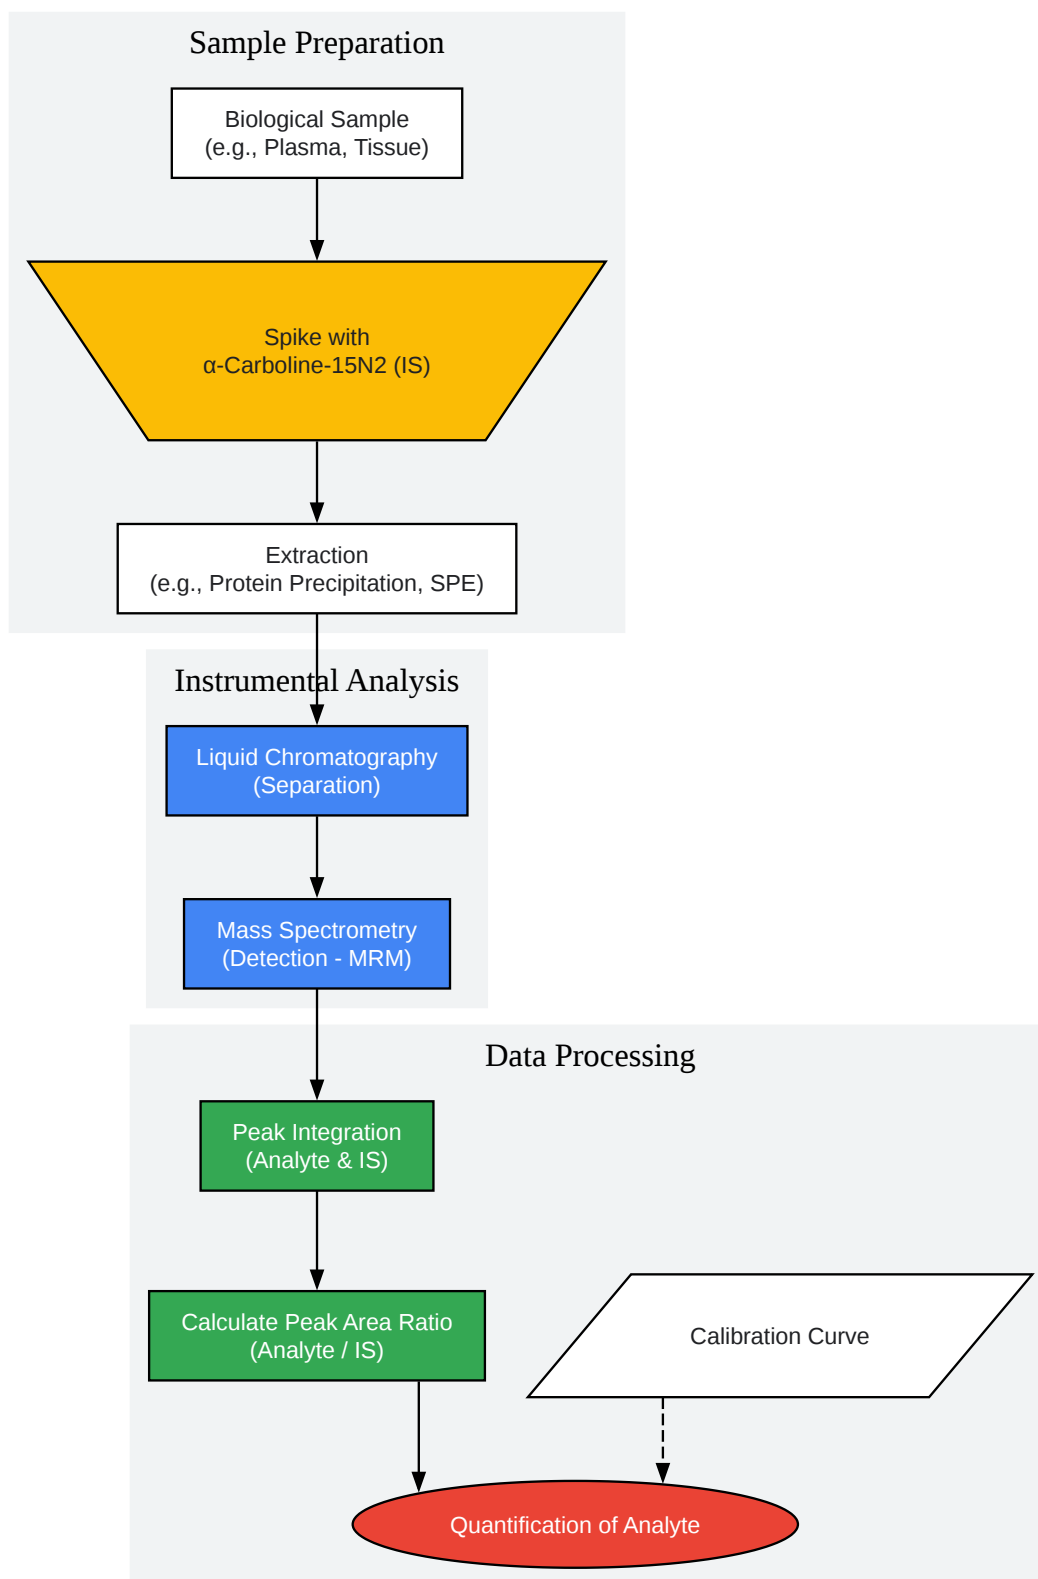 Sample Preparation
Biological Sample
(e.g., Plasma, Tissue)
Spike with
α-Carboline-15N2 (IS)
Extraction
(e.g., Protein Precipitation, SPE)
Instrumental Analysis
Liquid Chromatography
(Separation)
Mass Spectrometry
(Detection - MRM)
Data Processing
Peak Integration
(Analyte & IS)
Calculate Peak Area Ratio
(Analyte / IS)
Calibration Curve
Quantification of Analyte